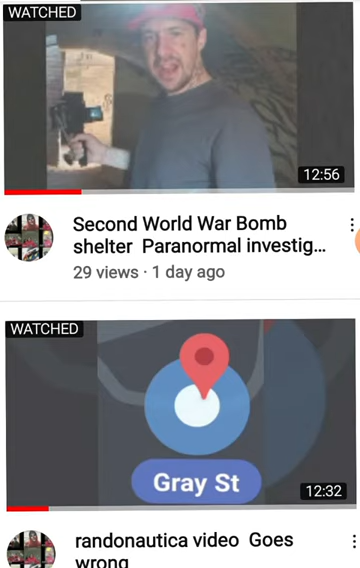 WATCHED
12:56
Second World War Bomb
shelter Paranormal investig...
29 views · 1 day ago
WATCHED
Gray St
12:32
randonautica video Goes
wrong